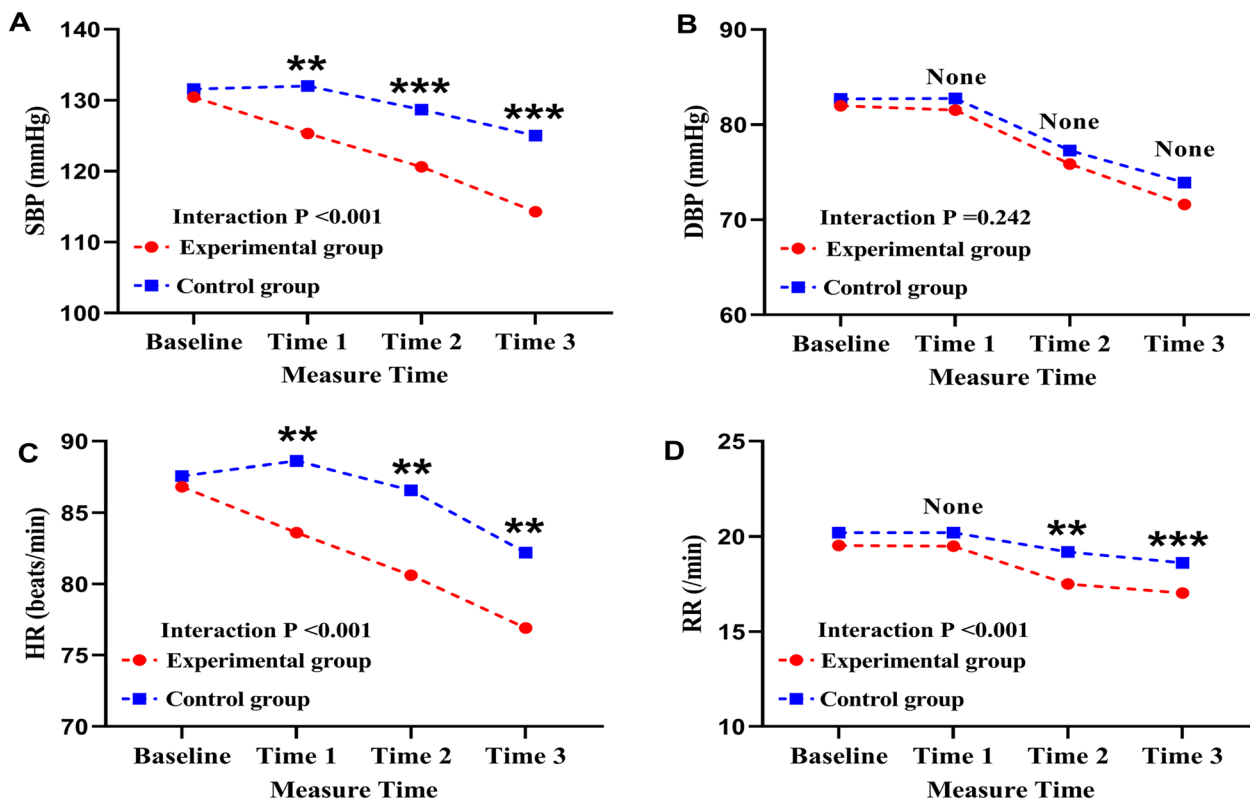 A
140
130
120
110
100
SBP (mmHg)
**
***
***
Interaction P <0.001
Experimental group
Control group
Baseline Time 1 Time 2 Time 3
Measure Time
B
90
80
70
60
DBP (mmHg)
None
None
None
Interaction P =0.242
Experimental group
Control group
Baseline Time 1 Time 2 Time 3
Measure Time
C
90
85
80
75
70
HR (beats/min)
**
**
**
Interaction P <0.001
Experimental group
Control group
Baseline Time 1 Time 2 Time 3
Measure Time
D
25
20
15
10
RR (/min)
None
**
***
Interaction P <0.001
Experimental group
Control group
Baseline Time 1 Time 2 Time 3
Measure Time